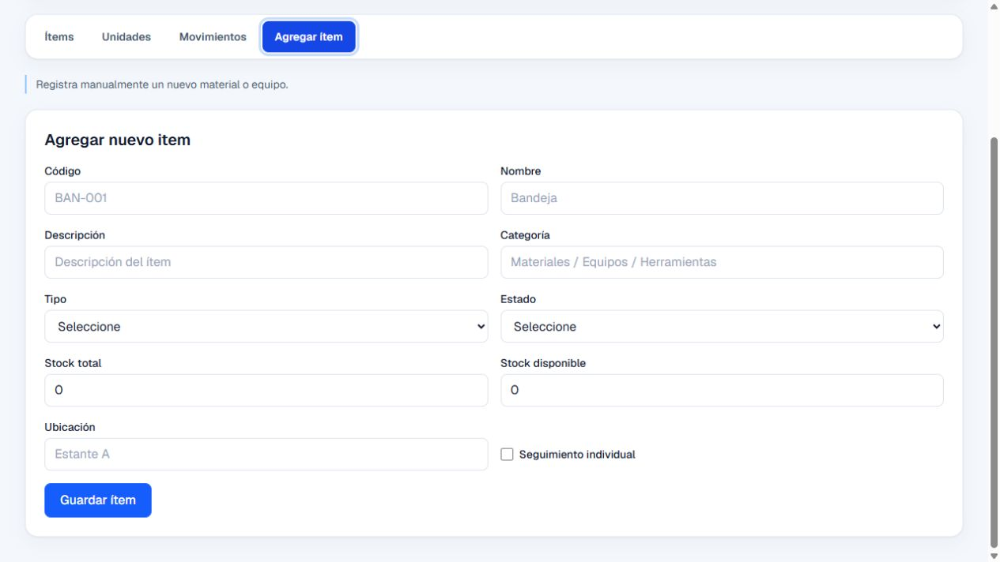 Ítems Unidades Movimientos Agregar ítem
Registra manualmente un nuevo material o equipo.
Agregar nuevo item
Código Nombre
BAN-001 Bandeja
Descripción Categoría
Descripción del ítem Materiales / Equipos / Herramientas
Tipo Estado
Seleccione Seleccione
Stock total Stock disponible
0 0
Ubicación
Estante A Seguimiento individual
Guardar ítem